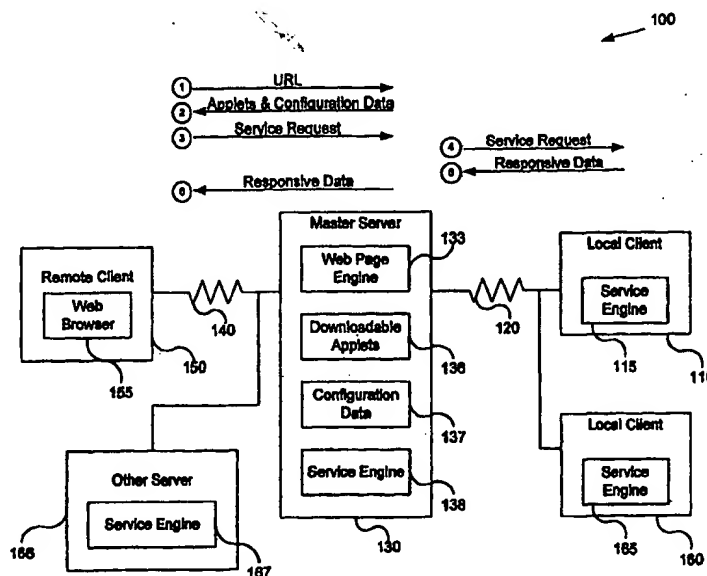 100
1 URL
2 Applets & Configuration Data
3 Service Request
4 Service Request
5 Responsive Data
6 Responsive Data
Master Server
133
Web Page Engine
Remote Client
Web Browser
155
150
140
Downloadable Applets
136
Configuration Data
137
Service Engine
138
130
120
Local Client
Service Engine
115
110
Local Client
Service Engine
165
160
Other Server
Service Engine
166
167